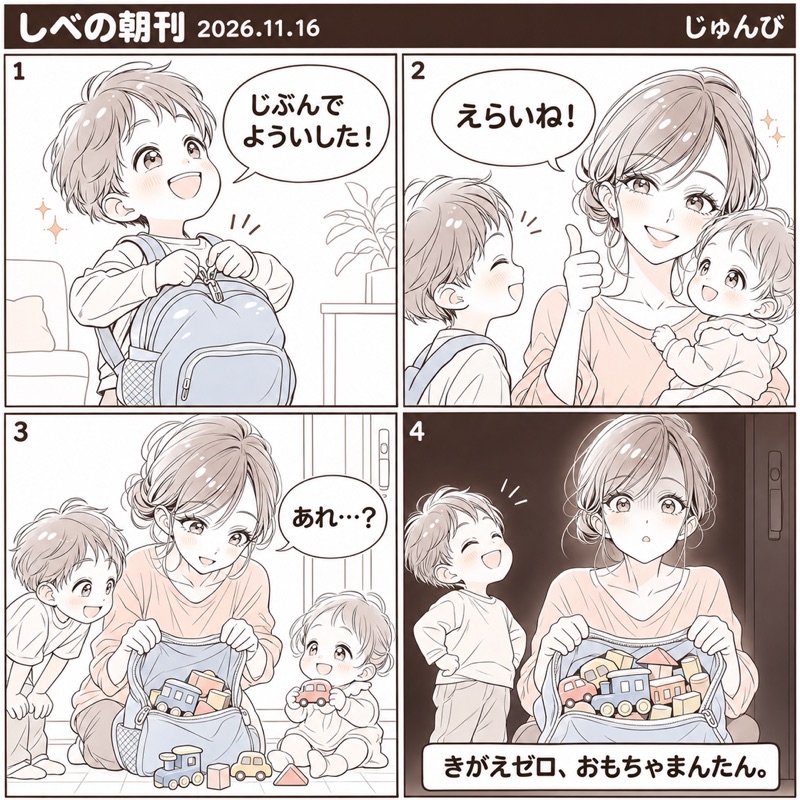 しべの朝刊 2026.11.16
じゅんび
1
じぶんで
よういした！
2
えらいね！
3
あれ…？
4
きがえゼロ、おもちゃまんたん。